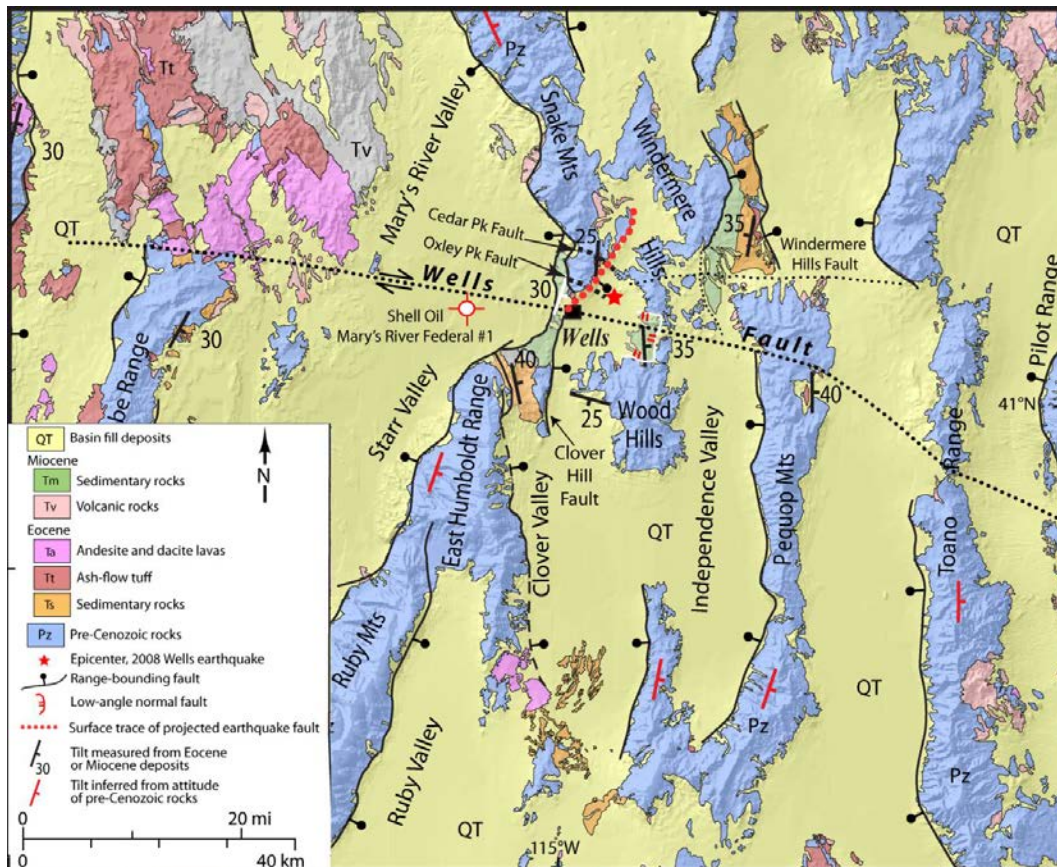 Pz
Tt
30
Tv
Mary's River Valley
Snake Mts
Windermere
Hills
QT
Cedar Pk Fault
Oxley Pk Fault
25
35
Windermere
Hills Fault
QT
Wells
Fault
30
Shell Oil
Mary's River Federal #1
Wells
35
30
be Range
Pilot Range
41°N
40
40
25
Wood
Hills
Starr Valley
East Humboldt Range
Clover
Hill
Fault
Clover Valley
Independence Valley
Pequop Mts
Toano
Range
QT
QT
Ruby Mts
Ruby Valley
Pz
Pz
QT
115°W
QT Basin fill deposits
Miocene
Tm Sedimentary rocks
Tv Volcanic rocks
Eocene
Ta Andesite and dacite lavas
Tt Ash-flow tuff
Ts Sedimentary rocks
Pz Pre-Cenozoic rocks
N
Epicenter, 2008 Wells earthquake
Range-bounding fault
Low-angle normal fault
Surface trace of projected earthquake fault
30 Tilt measured from Eocene
or Miocene deposits
Tilt inferred from attitude
of pre-Cenozoic rocks
0 20 mi
0 40 km